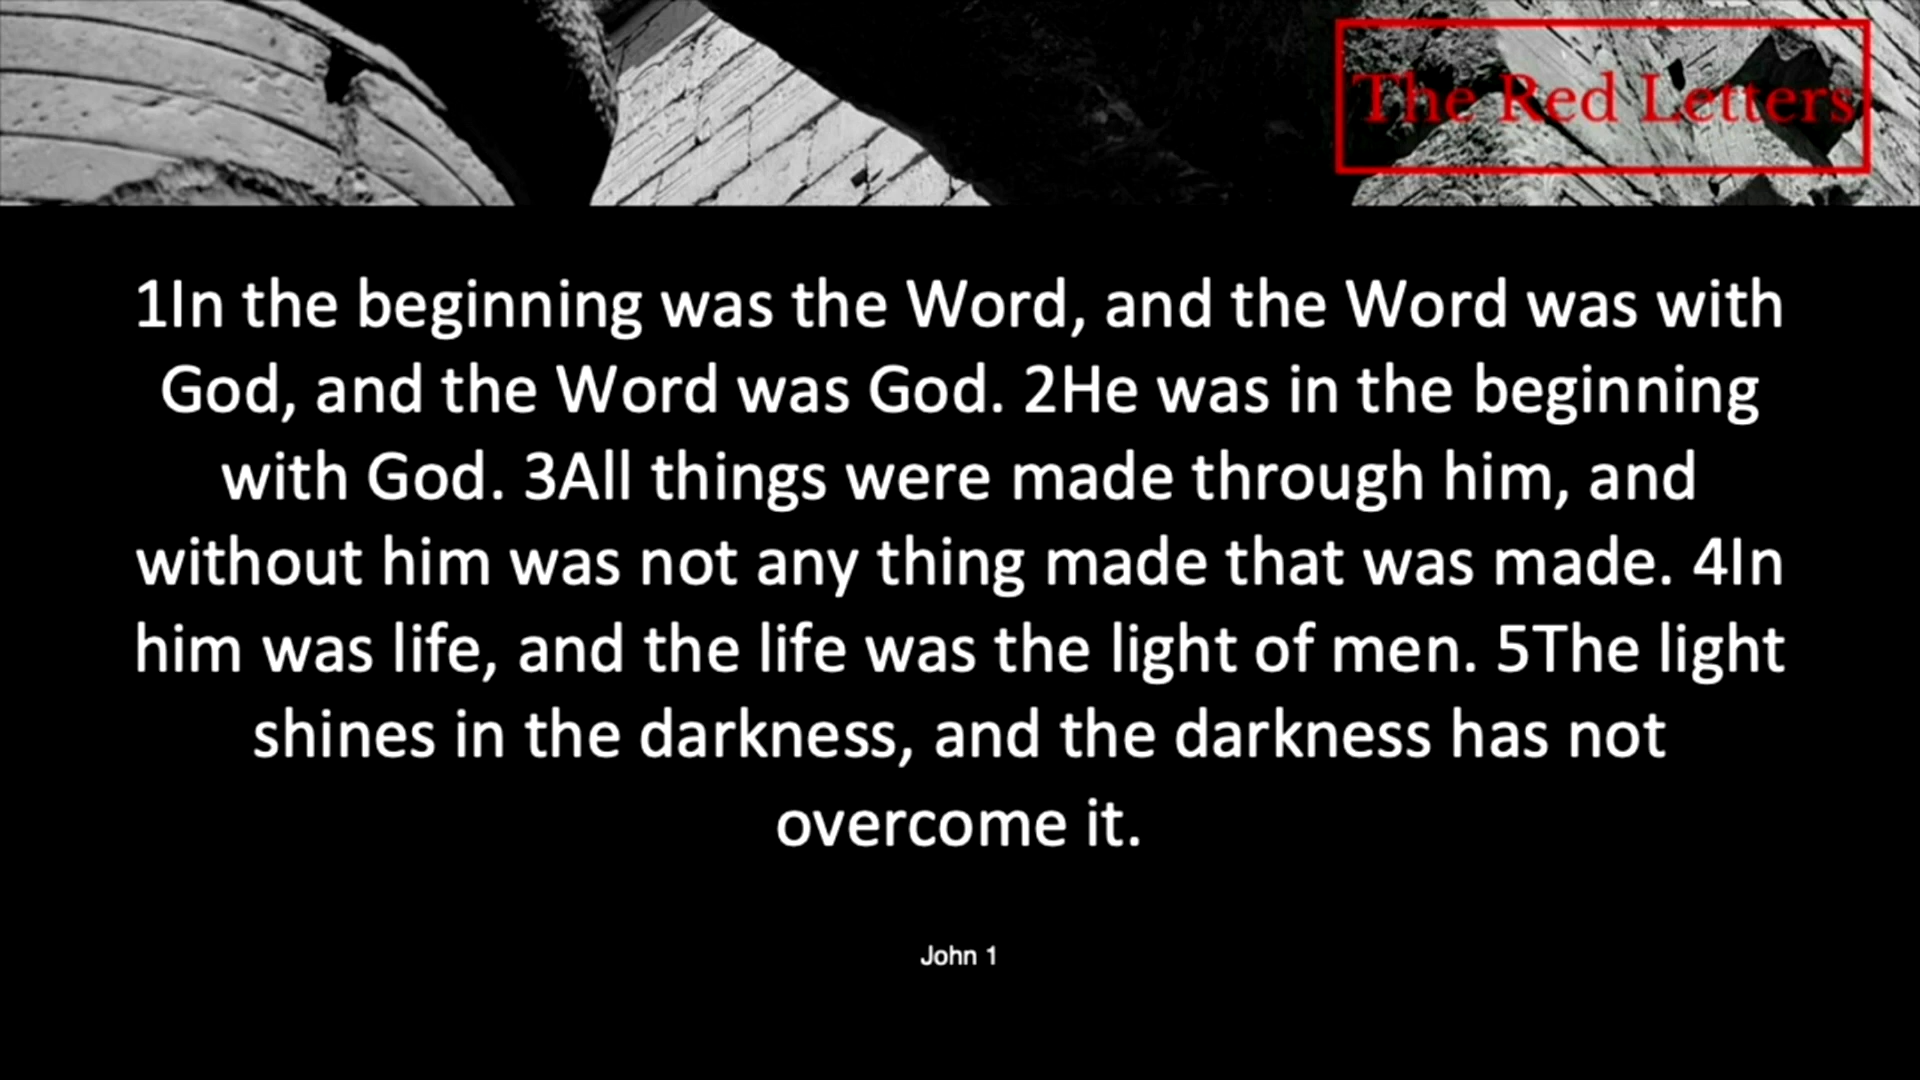 The Red Letters
1In the beginning was the Word, and the Word was with
God, and the Word was God. 2He was in the beginning
with God. 3All things were made through him, and
without him was not any thing made that was made. 4In
him was life, and the life was the light of men. 5The light
shines in the darkness, and the darkness has not
overcome it.
John 1